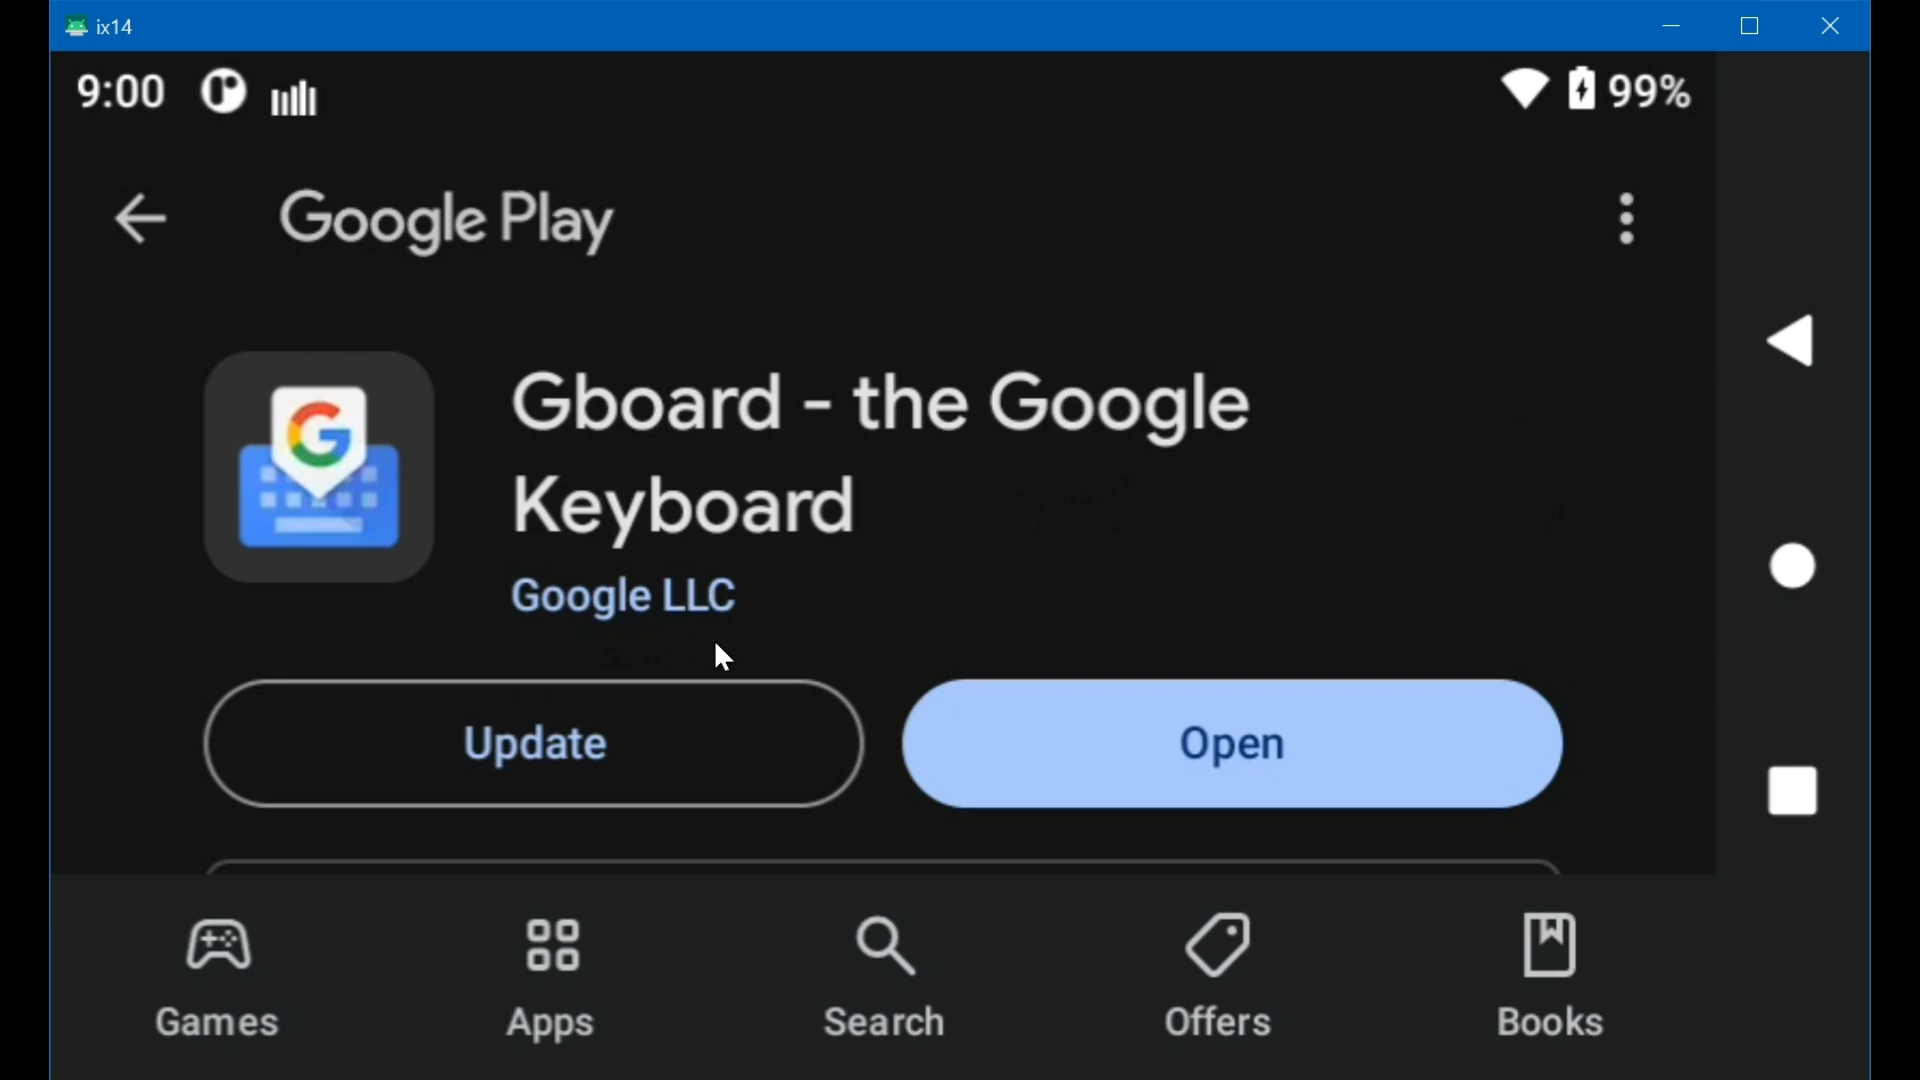 ix14
9:00
99%
Google Play
Gboard - the Google
Keyboard
Google LLC
Update
Open
Games
Apps
Search
Offers
Books